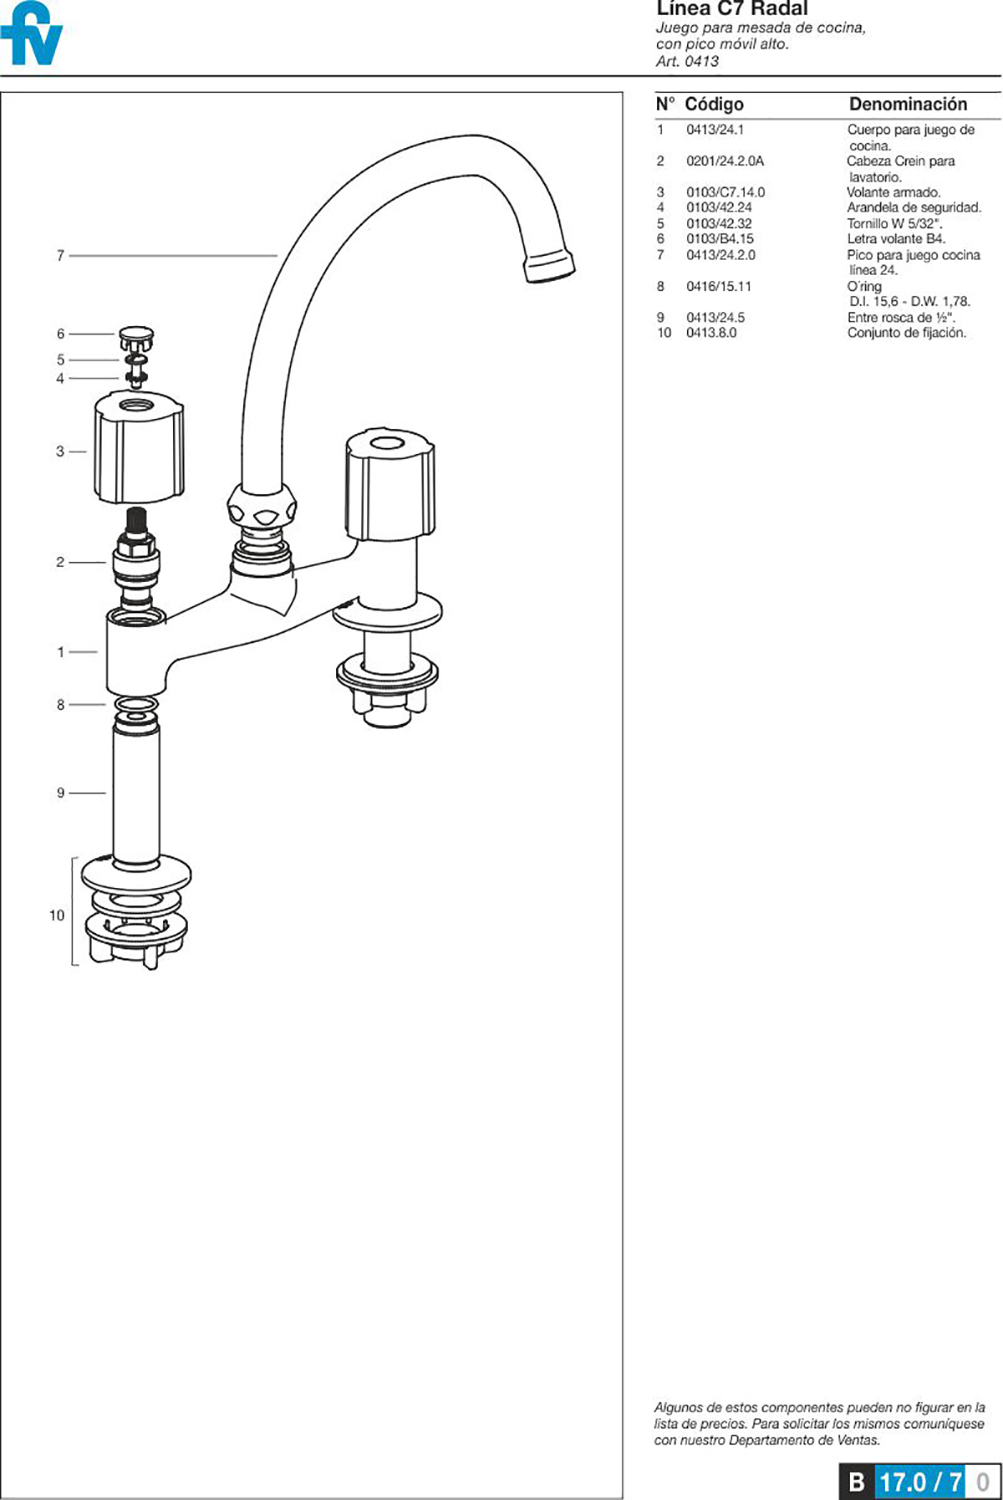 fv
Línea C7 Radal
Juego para mesada de cocina,
con pico móvil alto.
Art. 0413
N° Código Denominación
1 0413/24.1 Cuerpo para juego de
cocina.
2 0201/24.2.0A Cabeza Crein para
lavatorio.
3 0103/C7.14.0 Volante armado.
4 0103/42.24 Arandela de seguridad.
5 0103/42.32 Tornillo W 5/32".
6 0103/B4.15 Letra volante B4.
7 0413/24.2.0 Pico para juego cocina
línea 24.
8 0416/15.11 O´ring
D.I. 15,6 - D.W. 1,78.
9 0413/24.5 Entre rosca de ½".
10 0413.8.0 Conjunto de fijación.
7
6
5
4
3
2
1
8
9
10
Algunos de estos componentes pueden no figurar en la
lista de precios. Para solicitar los mismos comuníquese
con nuestro Departamento de Ventas.
B 17.0 / 7 0